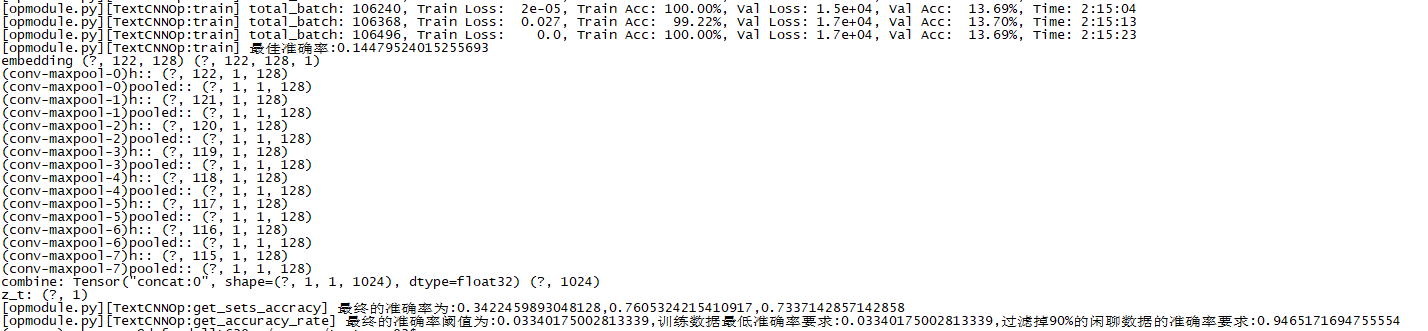 [opmodule.py][TextCNNOp:train] total_batch: 106240, Train Loss:  2e-05, Train Acc: 100.00%, Val Loss: 1.5e+04, Val Acc:  13.69%, Time: 2:15:04
[opmodule.py][TextCNNOp:train] total_batch: 106368, Train Loss:  0.027, Train Acc:  99.22%, Val Loss: 1.7e+04, Val Acc:  13.70%, Time: 2:15:13
[opmodule.py][TextCNNOp:train] total_batch: 106496, Train Loss:    0.0, Train Acc: 100.00%, Val Loss: 1.7e+04, Val Acc:  13.69%, Time: 2:15:23
[opmodule.py][TextCNNOp:train] 最佳准确率:0.14479524015255693
embedding (?, 122, 128) (?, 122, 128, 1)
(conv-maxpool-0)h:: (?, 122, 1, 128)
(conv-maxpool-0)pooled:: (?, 1, 1, 128)
(conv-maxpool-1)h:: (?, 121, 1, 128)
(conv-maxpool-1)pooled:: (?, 1, 1, 128)
(conv-maxpool-2)h:: (?, 120, 1, 128)
(conv-maxpool-2)pooled:: (?, 1, 1, 128)
(conv-maxpool-3)h:: (?, 119, 1, 128)
(conv-maxpool-3)pooled:: (?, 1, 1, 128)
(conv-maxpool-4)h:: (?, 118, 1, 128)
(conv-maxpool-4)pooled:: (?, 1, 1, 128)
(conv-maxpool-5)h:: (?, 117, 1, 128)
(conv-maxpool-5)pooled:: (?, 1, 1, 128)
(conv-maxpool-6)h:: (?, 116, 1, 128)
(conv-maxpool-6)pooled:: (?, 1, 1, 128)
(conv-maxpool-7)h:: (?, 115, 1, 128)
(conv-maxpool-7)pooled:: (?, 1, 1, 128)
combine: Tensor("concat:0", shape=(?, 1, 1, 1024), dtype=float32) (?, 1024)
z_t: (?, 1)
[opmodule.py][TextCNNOp:get_sets_accracy] 最终的准确率为:0.3422459893048128,0.7605324215410917,0.7337142857142858
[opmodule.py][TextCNNOp:get_accuracy_rate] 最终的准确率阈值为:0.03340175002813339,训练数据最低准确率要求:0.03340175002813339,过滤掉90%的闲聊数据的准确率要求:0.9465171694755554